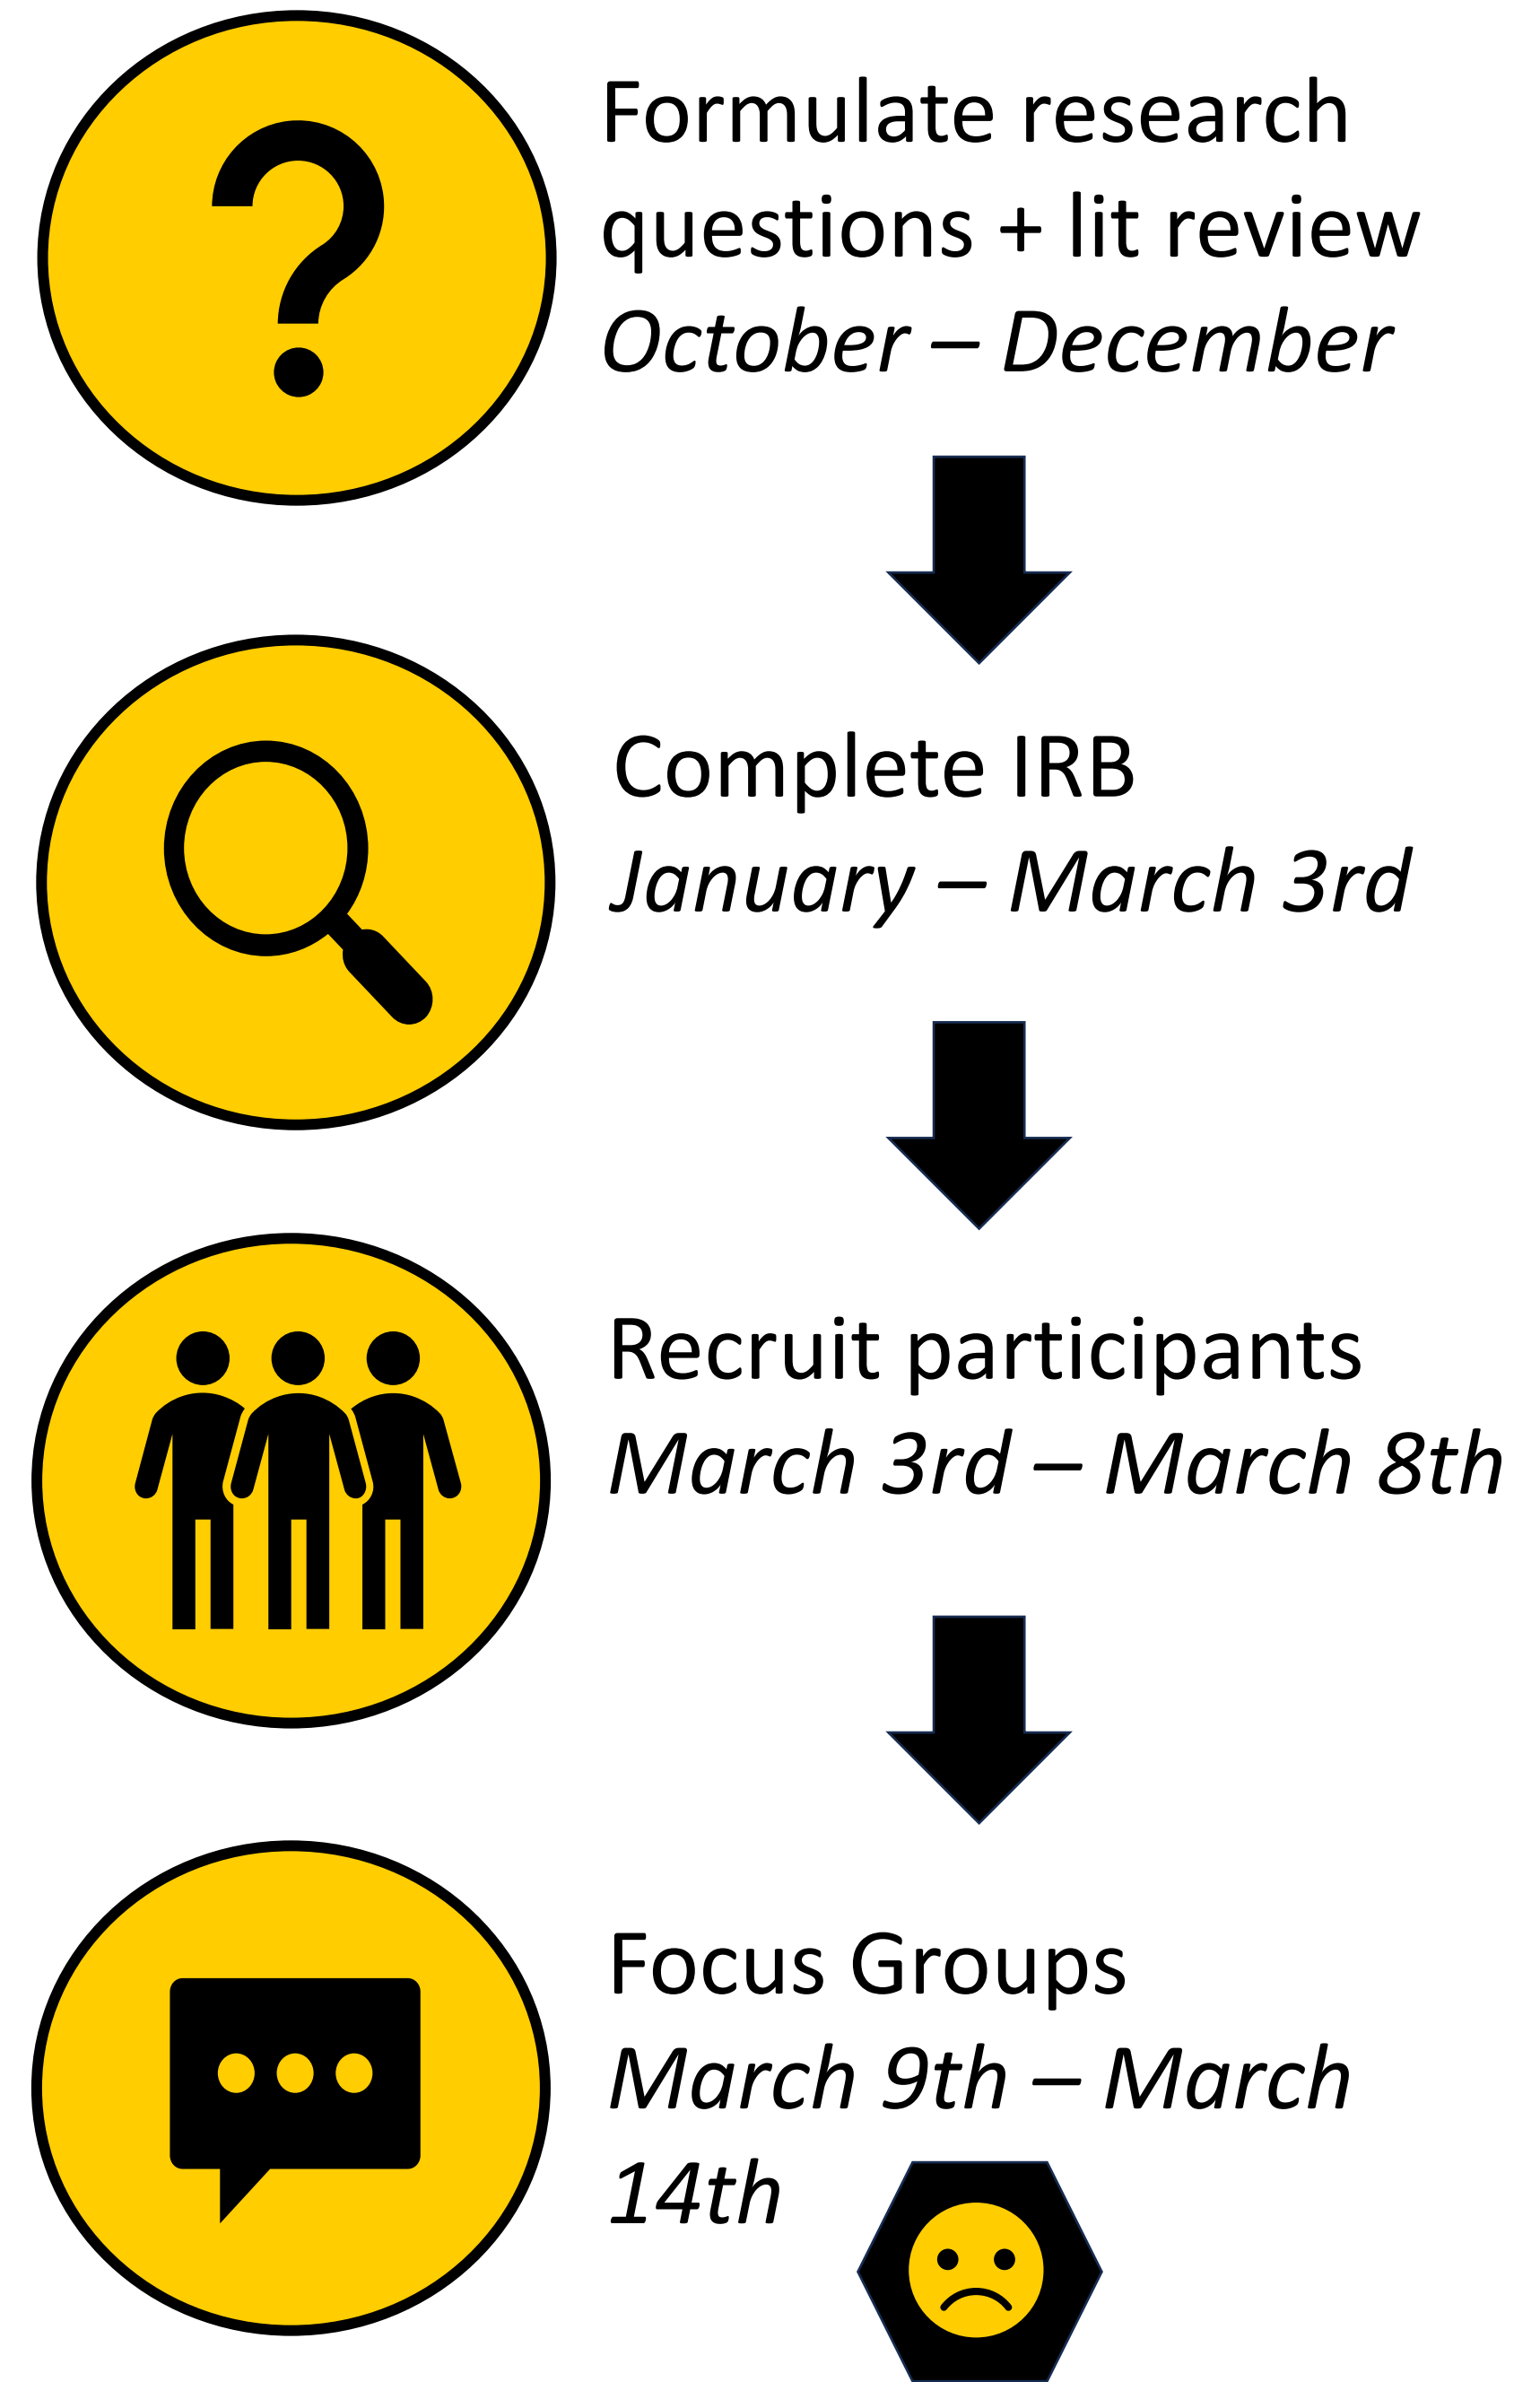 Formulate research
questions + lit review
October – December
Complete IRB
January – March 3rd
Recruit participants
March 3rd – March 8th
Focus Groups
March 9th – March
14th